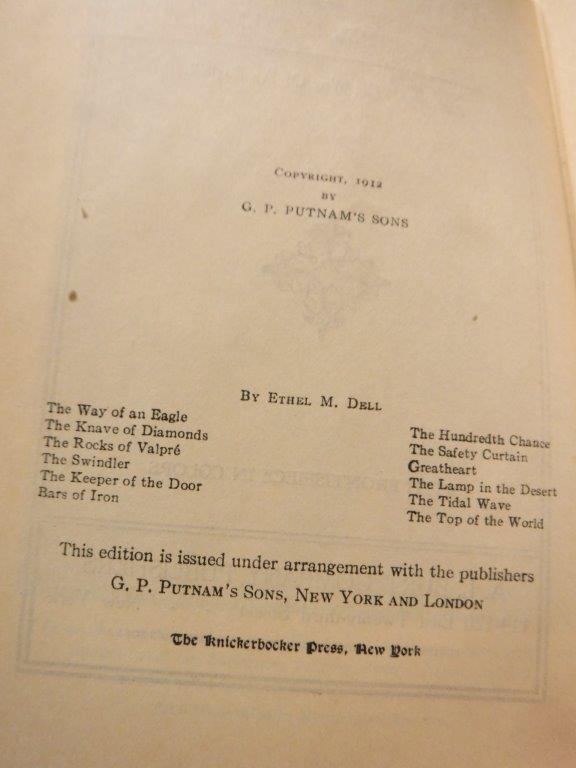 COPYRIGHT, 1912
BY
G. P. PUTNAM'S SONS
BY ETHEL M. DELL
The Way of an Eagle
The Knave of Diamonds
The Rocks of Valpré
The Swindler
The Keeper of the Door
Bars of Iron
The Hundredth Chance
The Safety Curtain
Greatheart
The Lamp in the Desert
The Tidal Wave
The Top of the World
This edition is issued under arrangement with the publishers
G. P. PUTNAM'S SONS, NEW YORK AND LONDON
The Knickerbocker Press, New York